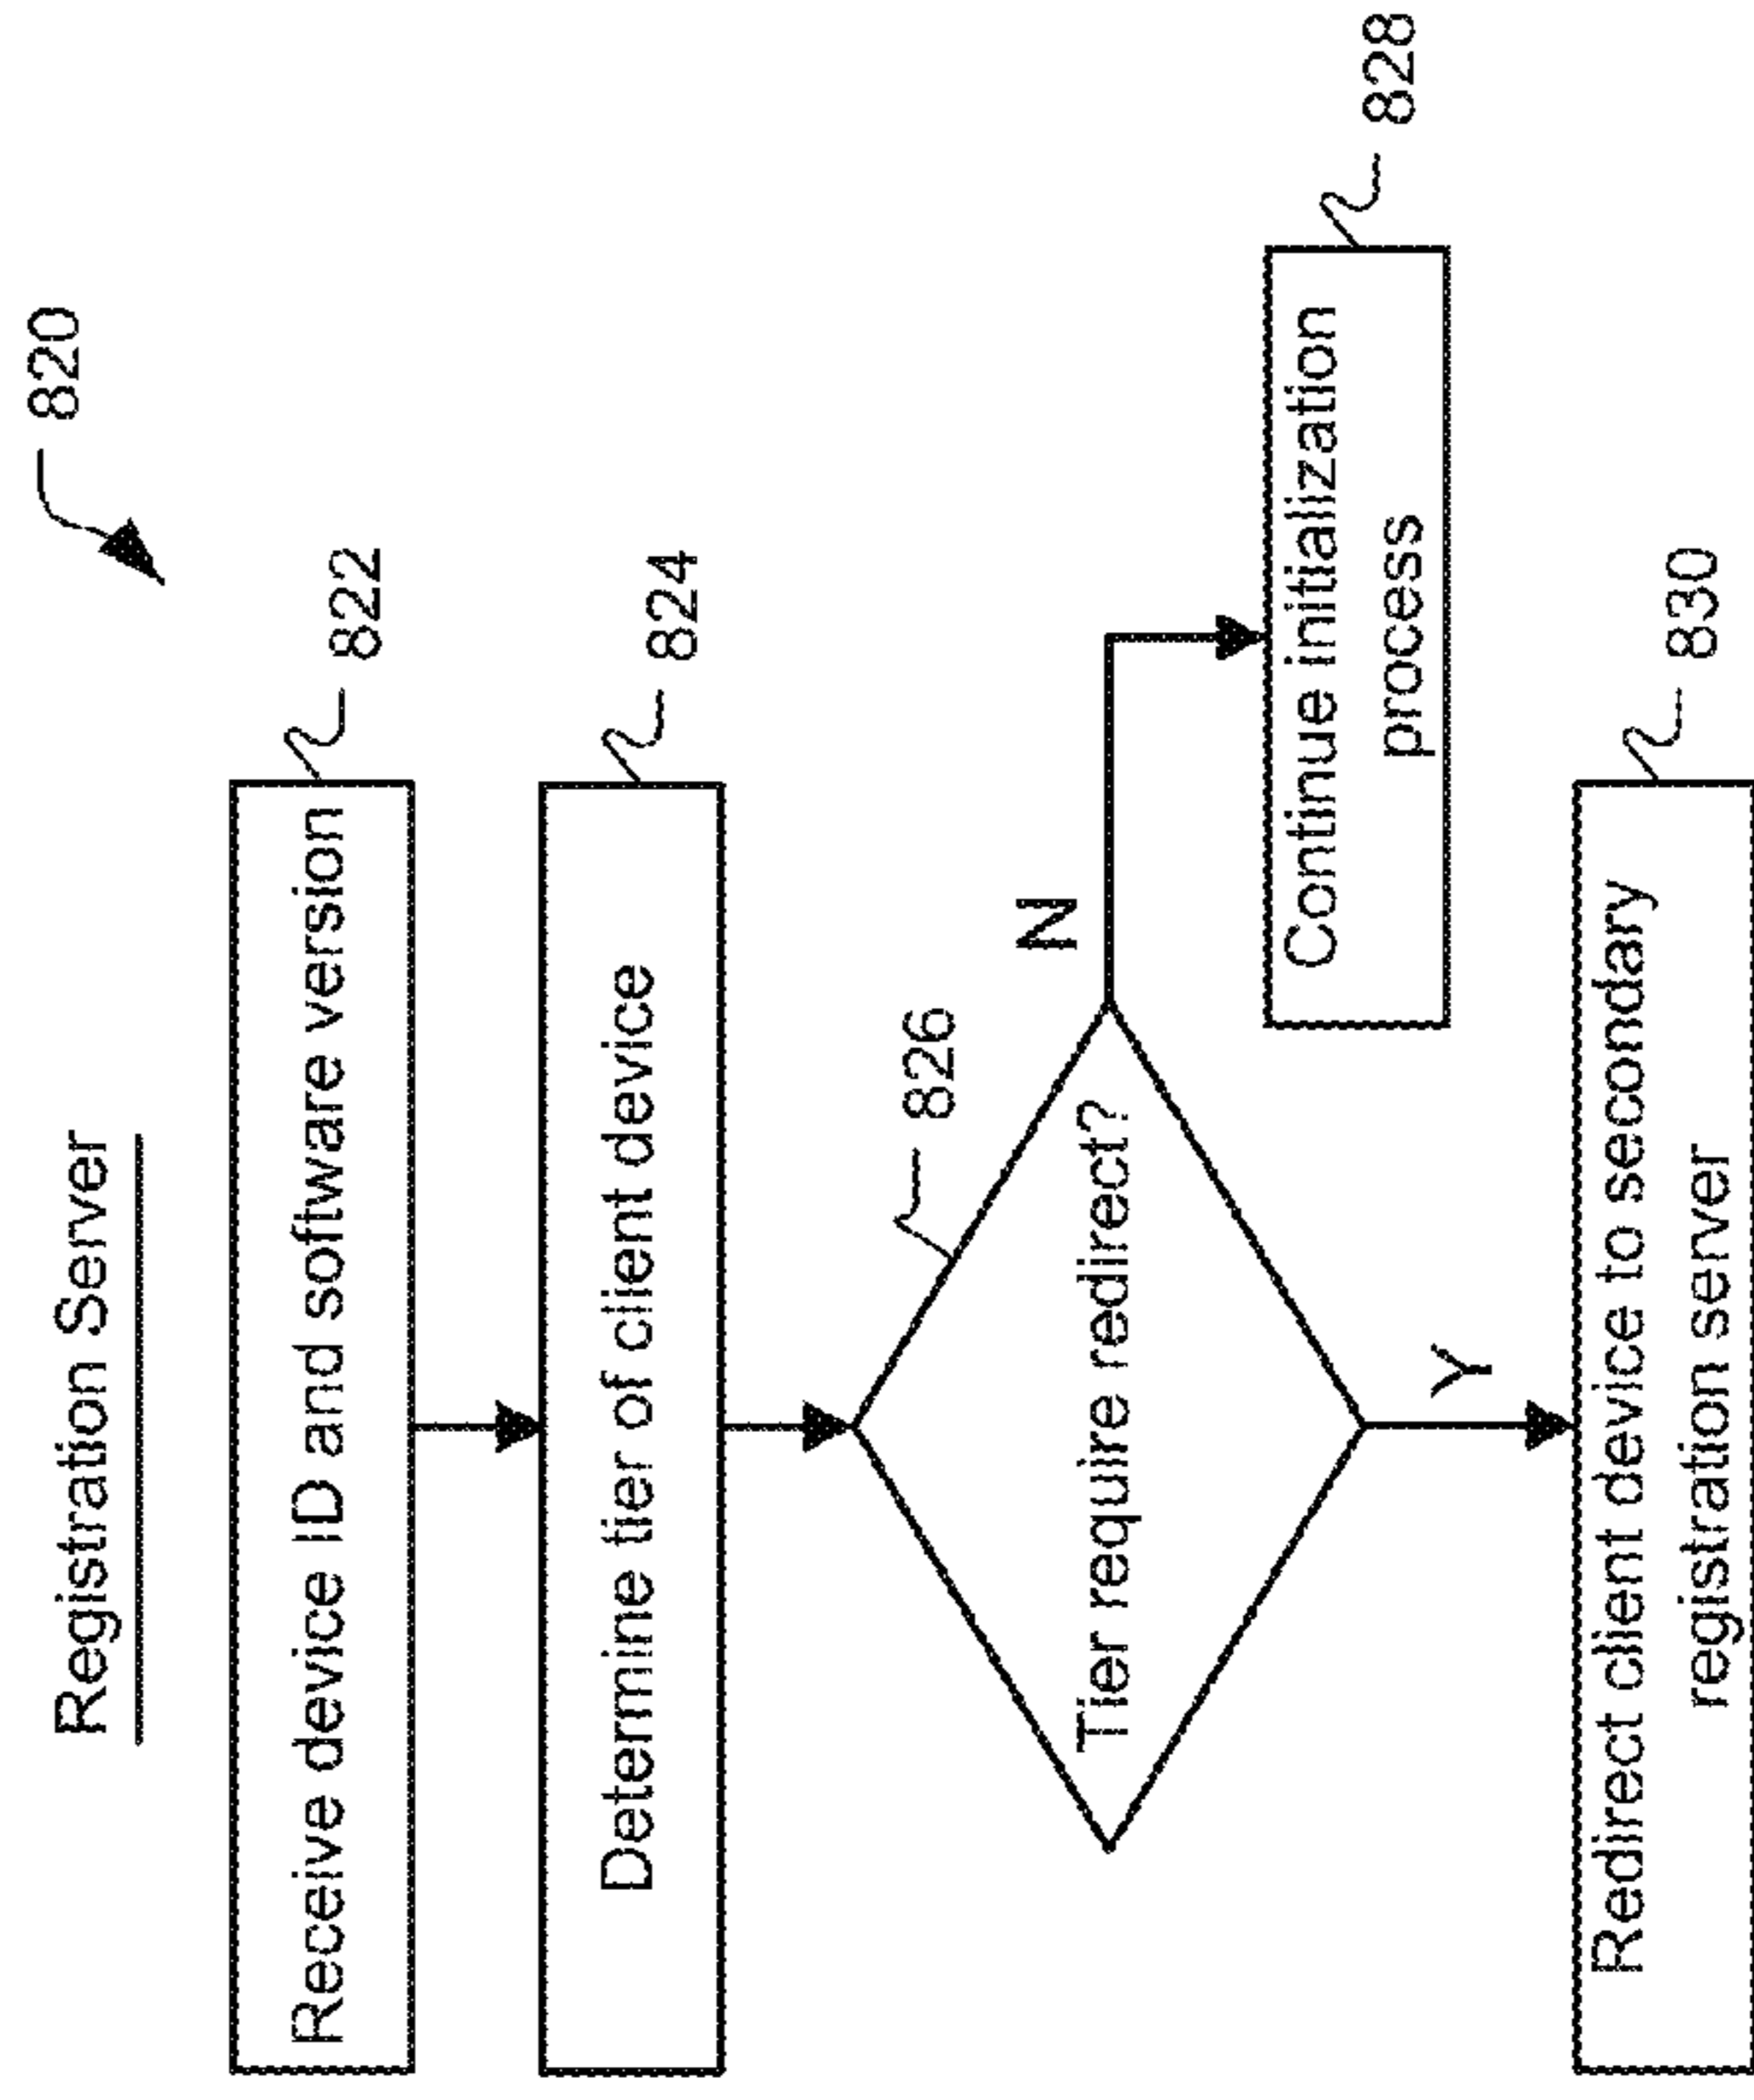 Registration Server
820
Receive device ID and software version
822
Determine tier of client device
824
826
Tier require redirect?
N
Continue initialization
process
828
Y
Redirect client device to secondary
registration server
830